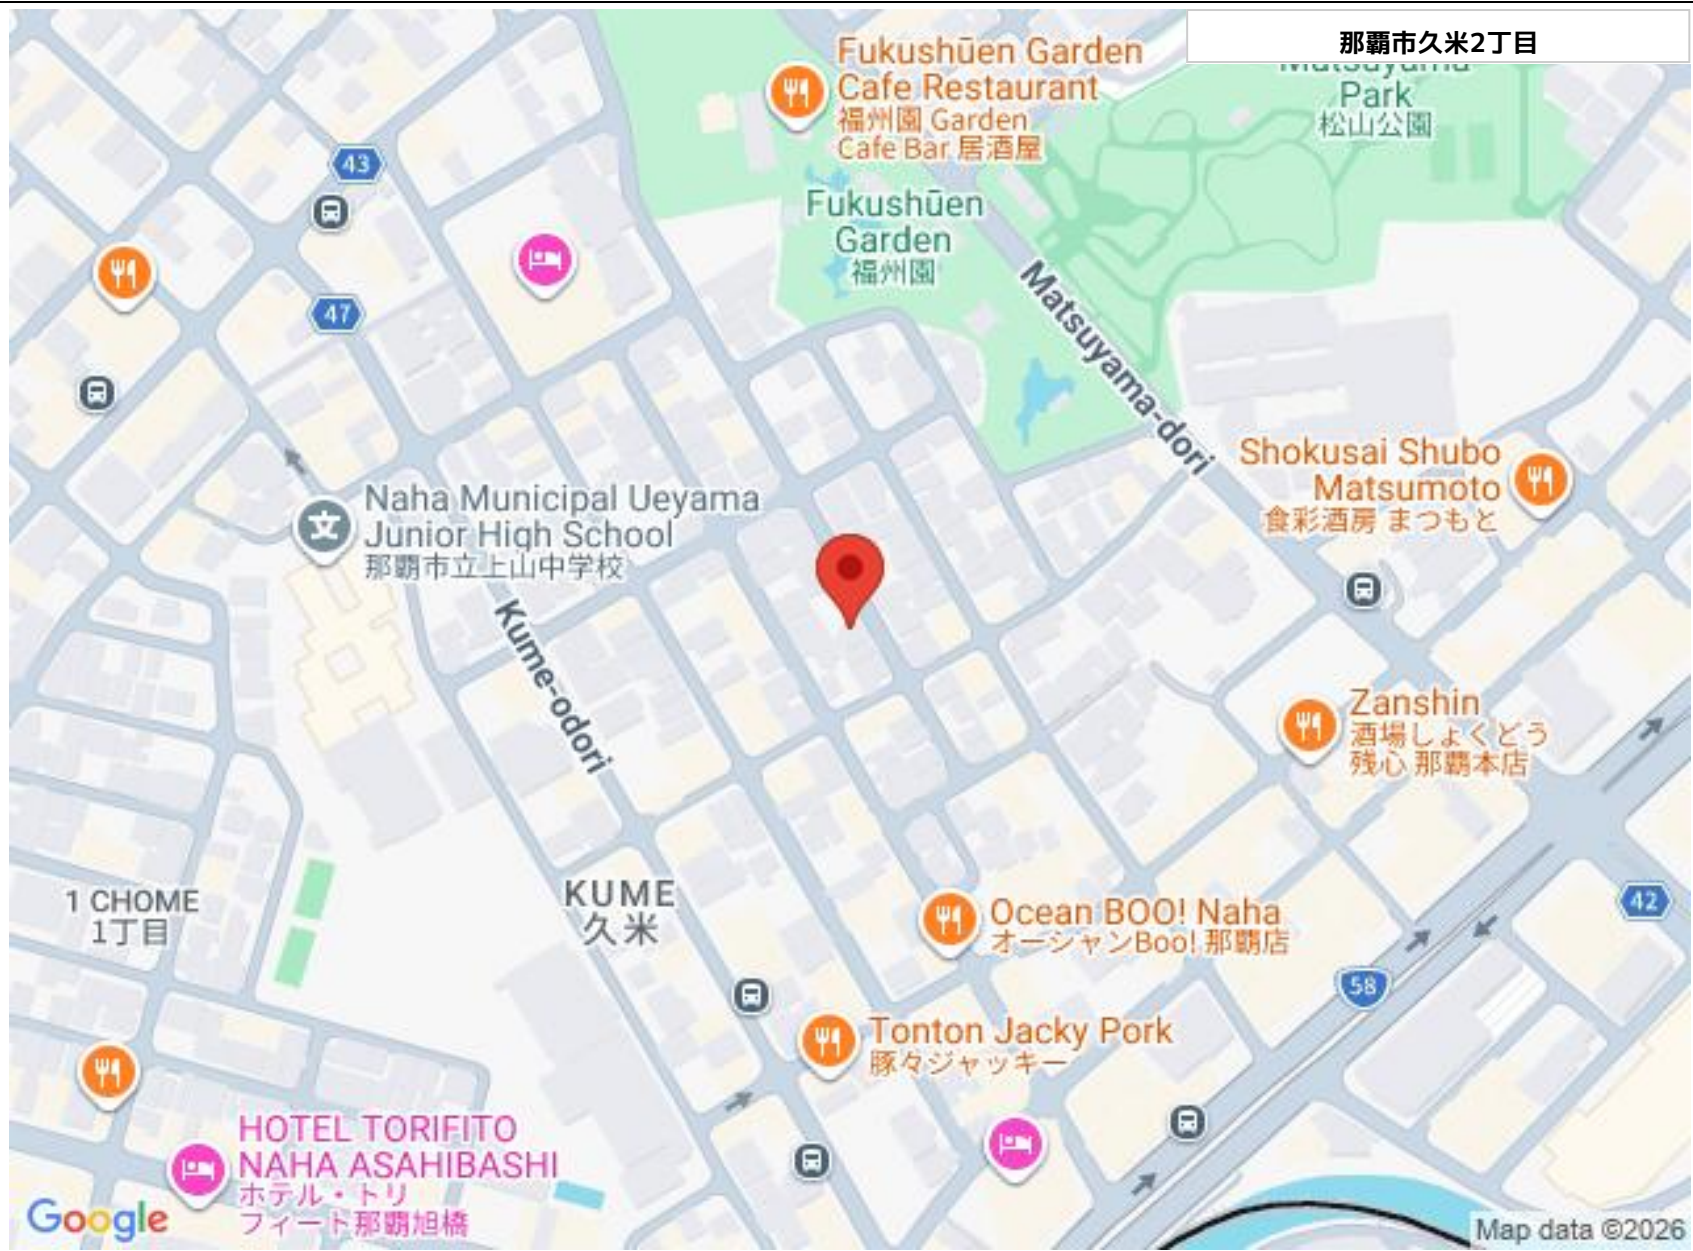 那覇市久米2丁目
Fukushūen Garden
Cafe Restaurant
福州園 Garden
Cafe Bar 居酒屋
Matsuyama
Park
松山公園
43
Fukushūen
Garden
福州園
47
Matsuyama-dori
Shokusai Shubo
Matsumoto
食彩酒房 まつもと
Naha Municipal Ueyama
Junior High School
那覇市立上山中学校
文
Kume-odori
Zanshin
酒場しょくどう
残心 那覇本店
1 CHOME
1丁目
KUME
久米
Ocean BOO! Naha
オーシャンBoo! 那覇店
42
58
Tonton Jacky Pork
豚々ジャッキー
HOTEL TORIFITO
NAHA ASAHIBASHI
ホテル・トリ
フィート那覇旭橋
Google
Map data ©2026